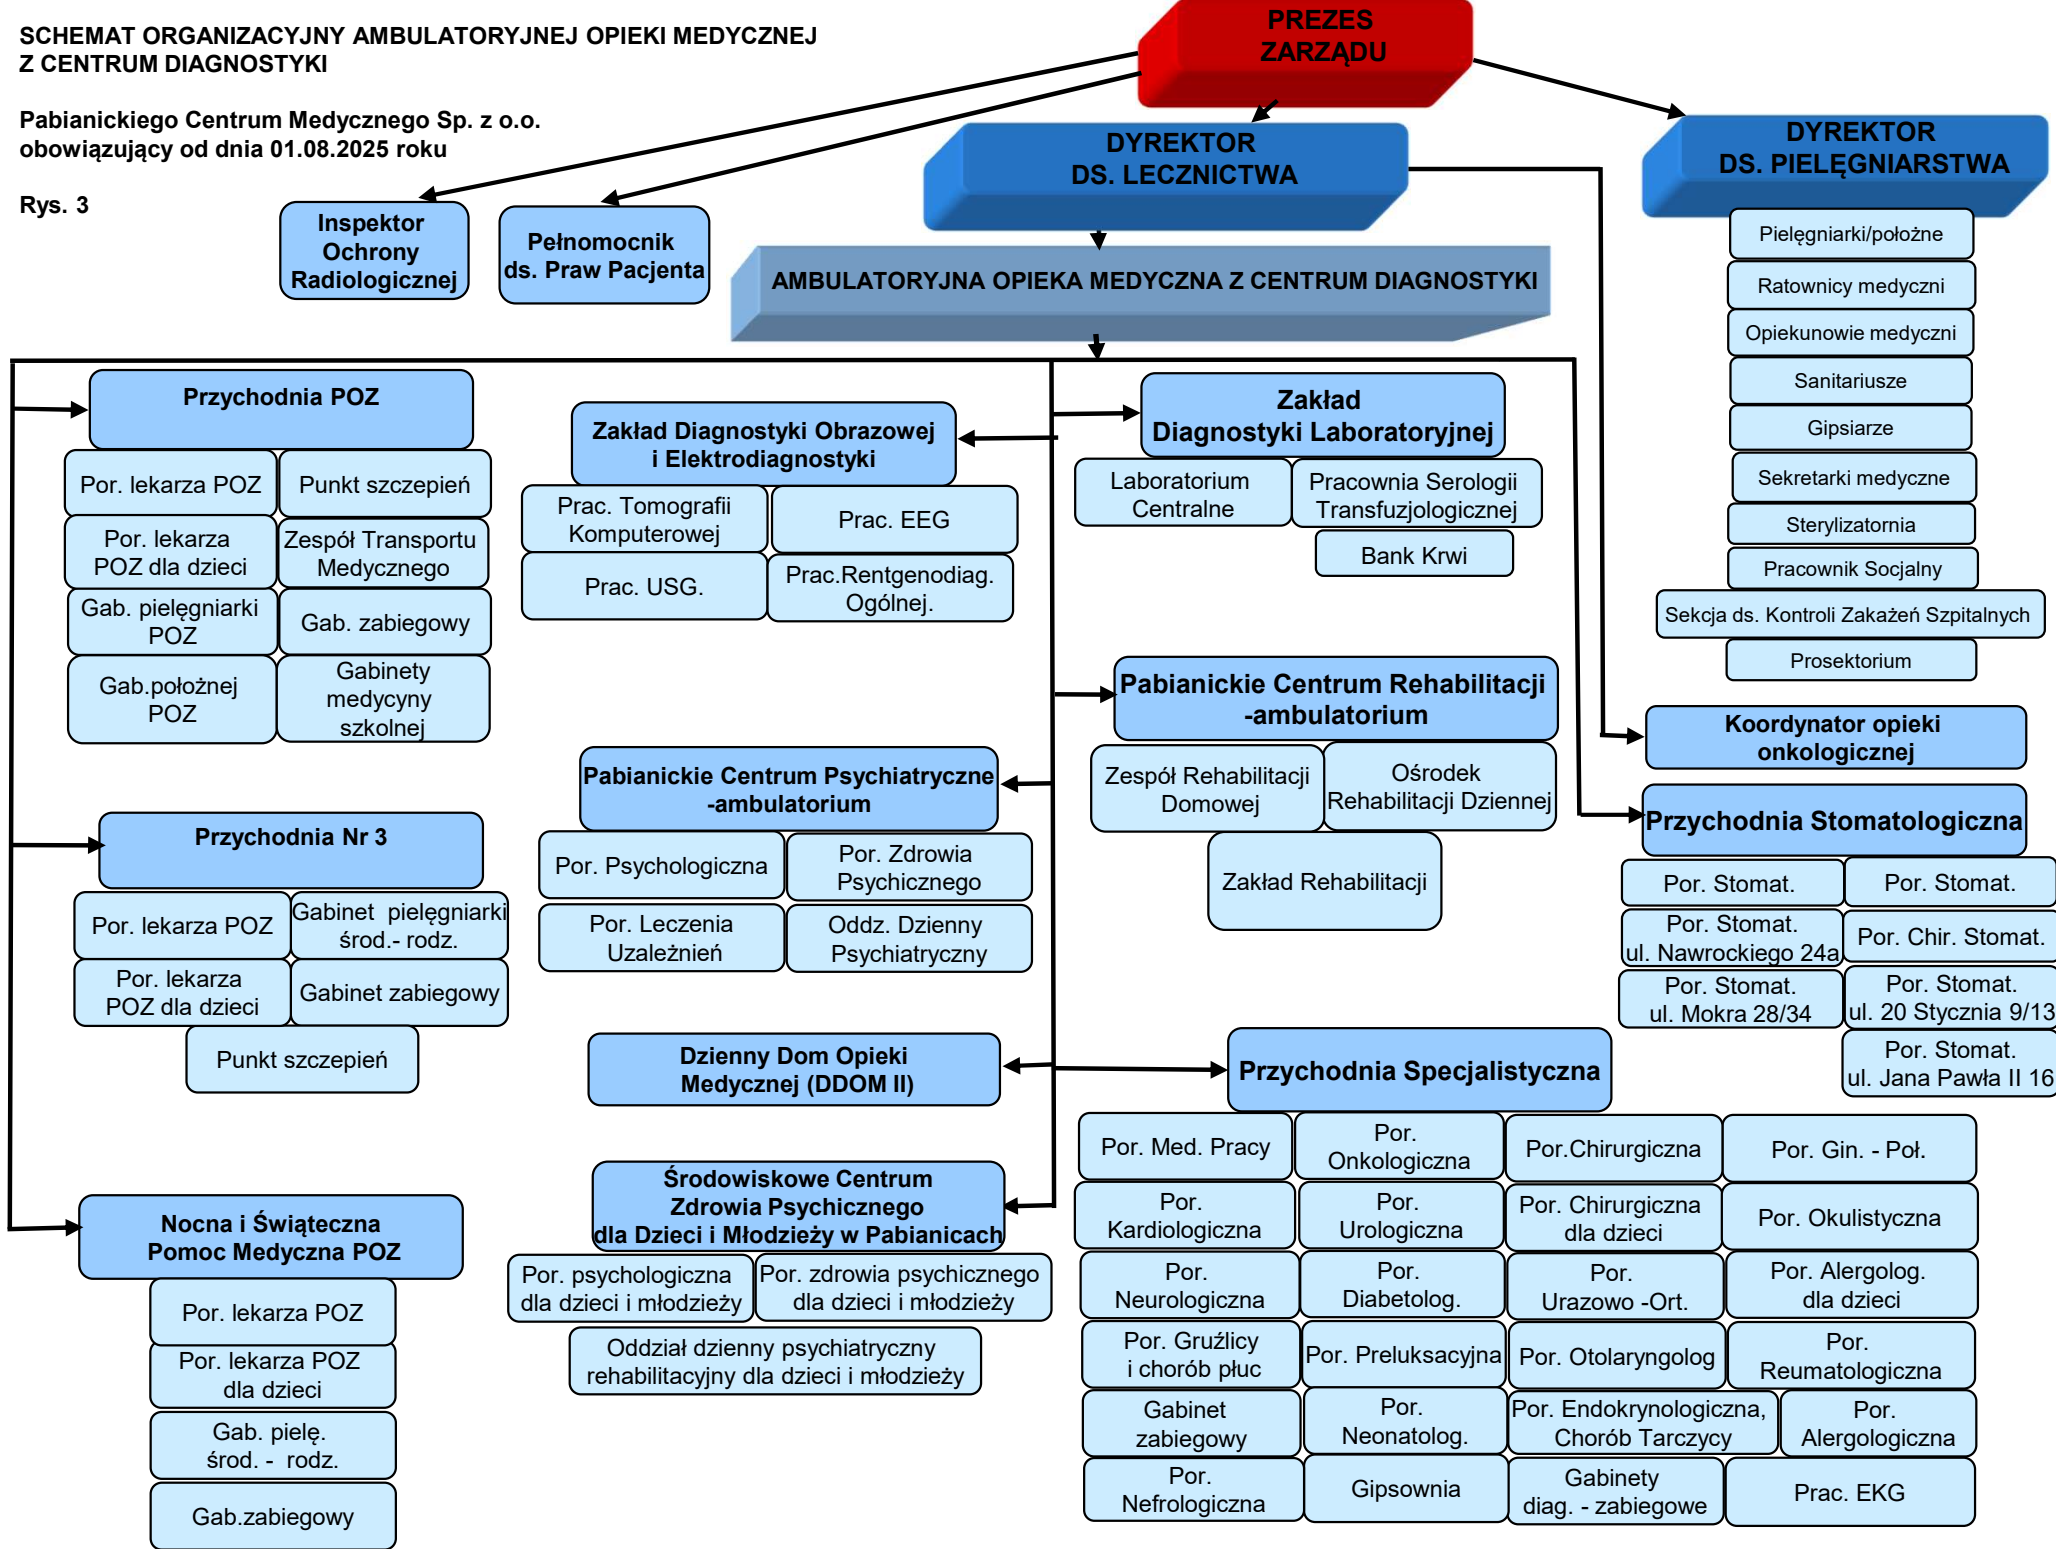 SCHEMAT ORGANIZACYJNY AMBULATORYJNEJ OPIEKI MEDYCZNEJ
Z CENTRUM DIAGNOSTYKI
Pabianickiego Centrum Medycznego Sp. z o.o.
obowiązujący od dnia 01.08.2025 roku
Rys. 3
PREZES
ZARZĄDU
DYREKTOR
DS. LECZNICTWA
DYREKTOR
DS. PIELĘGNIARSTWA
Inspektor
Ochrony
Radiologicznej
Pełnomocnik
ds. Praw Pacjenta
AMBULATORYJNA OPIEKA MEDYCZNA Z CENTRUM DIAGNOSTYKI
Pielęgniarki/położne
Ratownicy medyczni
Opiekunowie medyczni
Sanitariusze
Gipsiarze
Sekretarki medyczne
Sterylizatornia
Pracownik Socjalny
Sekcja ds. Kontroli Zakażeń Szpitalnych
Prosektorium
Przychodnia POZ
Por. lekarza POZ
Punkt szczepień
Por. lekarza
POZ dla dzieci
Zespół Transportu
Medycznego
Gab. pielęgniarki
POZ
Gab. zabiegowy
Gab.położnej
POZ
Gabinety
medycyny
szkolnej
Zakład Diagnostyki Obrazowej
i Elektrodiagnostyki
Prac. Tomografii
Komputerowej
Prac. EEG
Prac. USG.
Prac.Rentgenodiag.
Ogólnej.
Zakład
Diagnostyki Laboratoryjnej
Laboratorium
Centralne
Pracownia Serologii
Transfuzjologicznej
Bank Krwi
Pabianickie Centrum Rehabilitacji
-ambulatorium
Zespół Rehabilitacji
Domowej
Ośrodek
Rehabilitacji Dziennej
Zakład Rehabilitacji
Koordynator opieki
onkologicznej
Przychodnia Stomatologiczna
Por. Stomat.
Por. Stomat.
Por. Stomat.
ul. Nawrockiego 24a
Por. Chir. Stomat.
Por. Stomat.
ul. Mokra 28/34
Por. Stomat.
ul. 20 Stycznia 9/13
Por. Stomat.
ul. Jana Pawła II 16
Przychodnia Nr 3
Por. lekarza POZ
Gabinet pielęgniarki
środ.- rodz.
Por. lekarza
POZ dla dzieci
Gabinet zabiegowy
Punkt szczepień
Pabianickie Centrum Psychiatryczne
-ambulatorium
Por. Psychologiczna
Por. Zdrowia
Psychicznego
Por. Leczenia
Uzależnień
Oddz. Dzienny
Psychiatryczny
Dzienny Dom Opieki
Medycznej (DDOM II)
Środowiskowe Centrum
Zdrowia Psychicznego
dla Dzieci i Młodzieży w Pabianicach
Por. psychologiczna
dla dzieci i młodzieży
Por. zdrowia psychicznego
dla dzieci i młodzieży
Oddział dzienny psychiatryczny
rehabilitacyjny dla dzieci i młodzieży
Nocna i Świąteczna
Pomoc Medyczna POZ
Por. lekarza POZ
Por. lekarza POZ
dla dzieci
Gab. pielę.
środ. - rodz.
Gab.zabiegowy
Przychodnia Specjalistyczna
Por. Med. Pracy
Por.
Onkologiczna
Por.Chirurgiczna
Por. Gin. - Poł.
Por.
Kardiologiczna
Por.
Urologiczna
Por. Chirurgiczna
dla dzieci
Por. Okulistyczna
Por.
Neurologiczna
Por.
Diabetolog.
Por.
Urazowo -Ort.
Por. Alergolog.
dla dzieci
Por. Gruźlicy
i chorób płuc
Por. Preluksacyjna
Por. Otolaryngolog
Por.
Reumatologiczna
Gabinet
zabiegowy
Por.
Neonatolog.
Por. Endokrynologiczna,
Chorób Tarczycy
Por.
Alergologiczna
Por.
Nefrologiczna
Gipsownia
Gabinety
diag. - zabiegowe
Prac. EKG